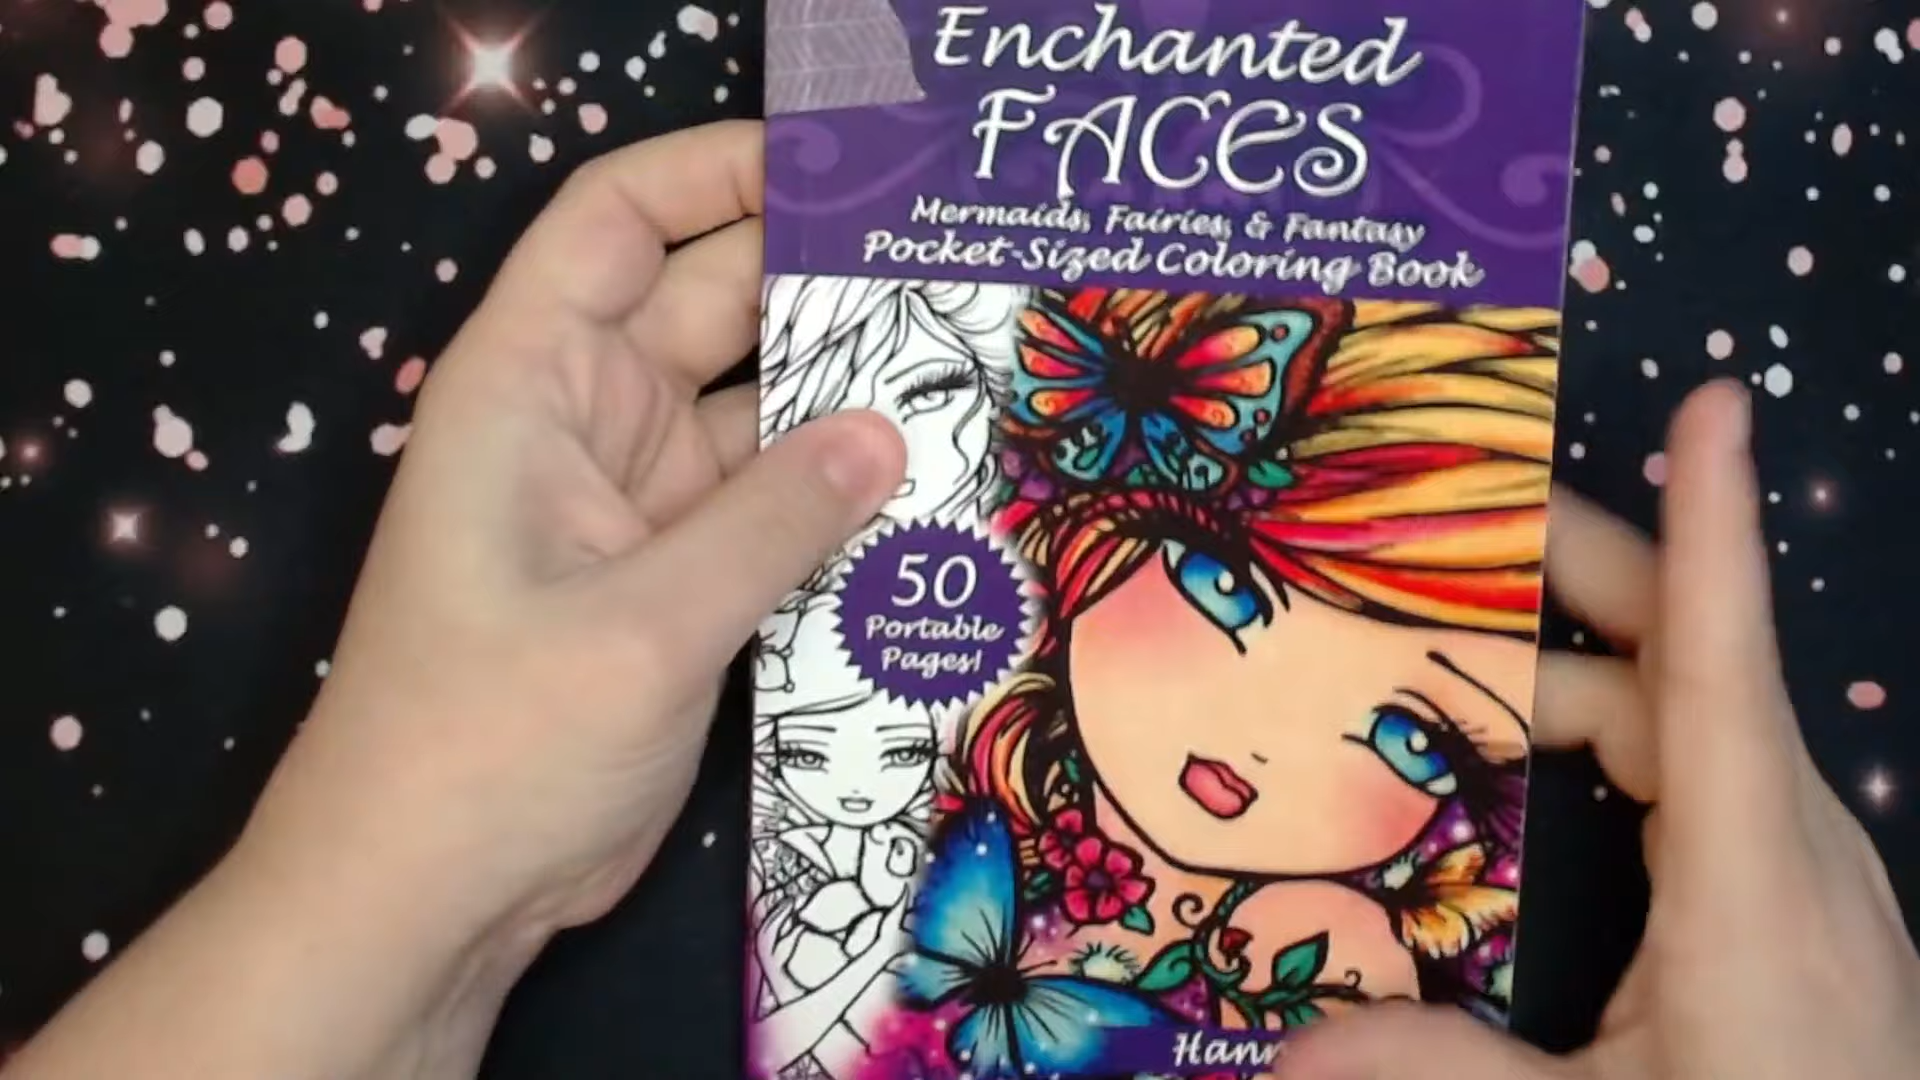 Enchanted
FACES
Mermaids, Fairies, & Fantasy
Pocket-Sized Coloring Book
50
Portable
Pages!